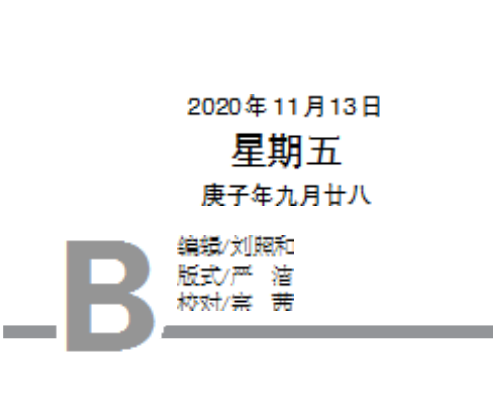 2020年11月13日
星期五
庚子年九月廿八
B
编辑/刘照和
版式/严 洁
校对/宗 茜